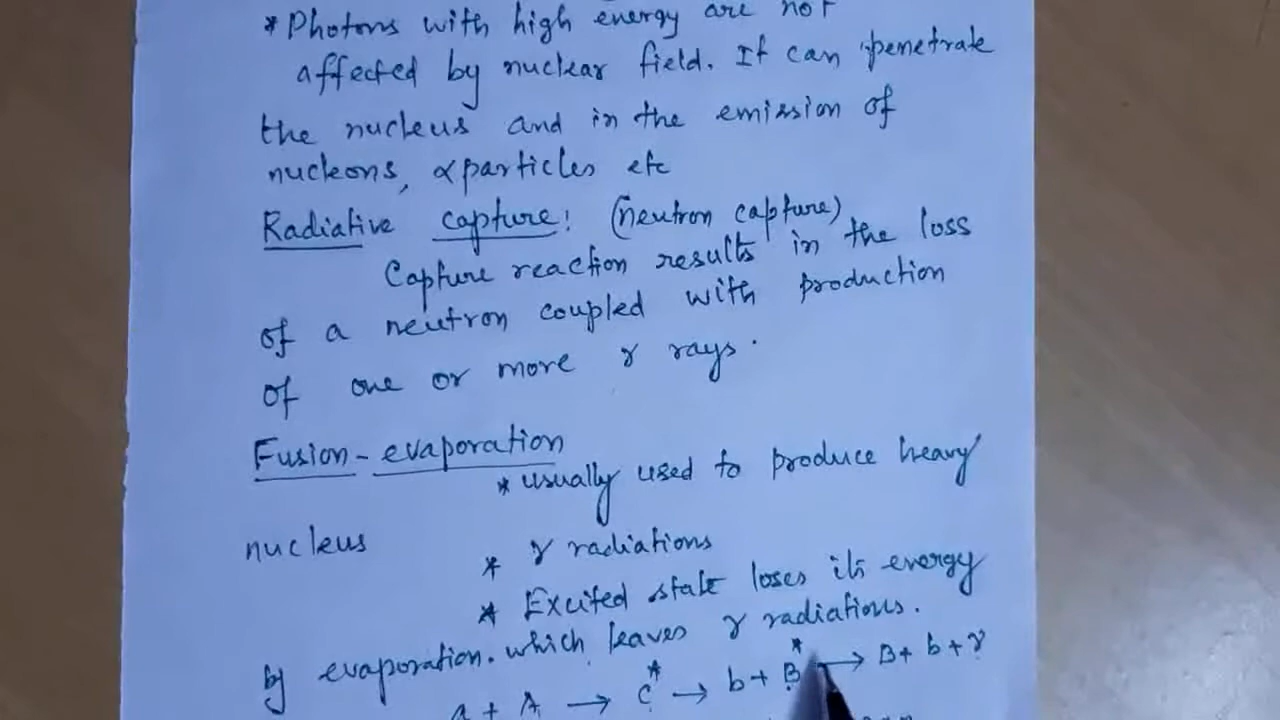 * Photons with high energy are not
affected by nuclear field. It can penetrate
the nucleus and in the emission of
nucleons, α particles etc
Radiative capture: (neutron capture)
Capture reaction results in the loss
of a neutron coupled with production
of one or more γ rays.
Fusion - evaporation
* usually used to produce heavy
nucleus
* γ radiations
* Excited state loses its energy
by evaporation. which leaves γ radiations.
a + A → C* → b + B* → B + b + γ